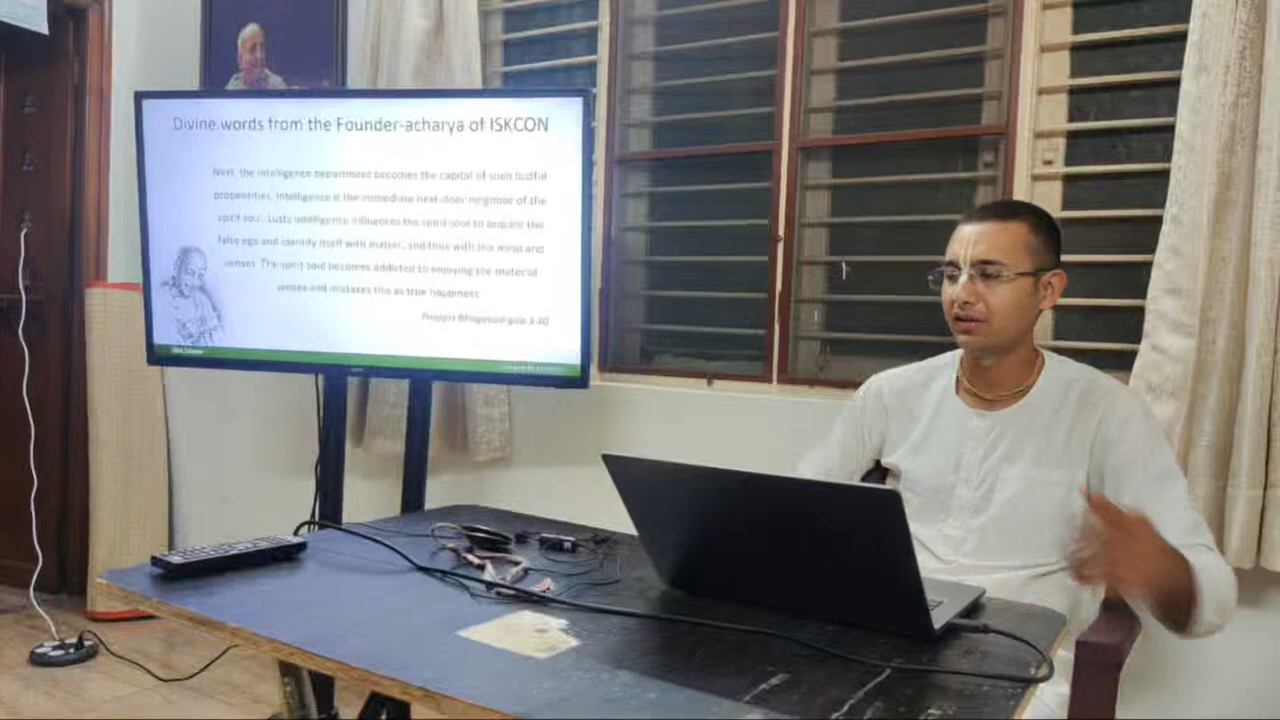 Divine words from the Founder-acharya of ISKCON
Next, the intelligence department becomes the capital of such lustful
propensities. Intelligence is the immediate next-door neighbor of the
spirit soul. Lusty intelligence influences the spirit soul to acquire the
false ego and identify itself with matter, and thus with the mind and
senses. The spirit soul becomes addicted to enjoying the material
senses and mistakes this as true happiness
Bhagavad-gita 3.40